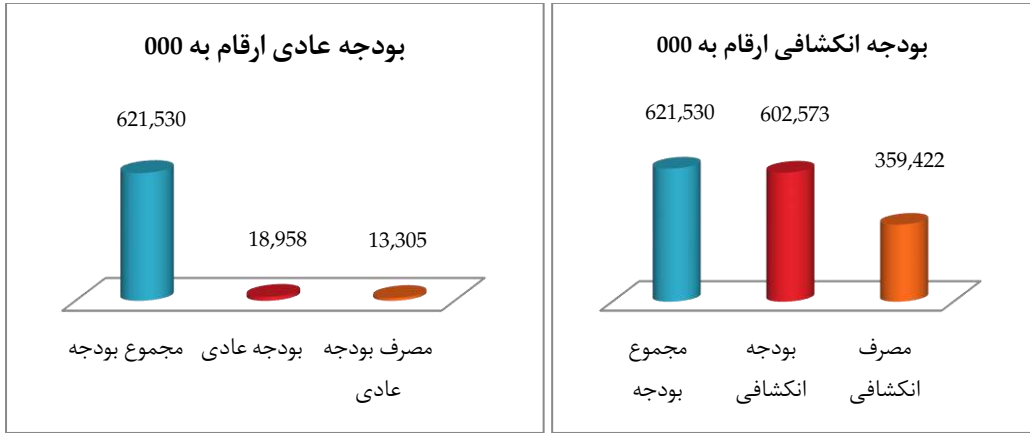 بودجه عادی ارقام به 000
621,530
18,958
13,305
مجموع بودجه
بودجه عادی
مصرف بودجه
عادی
بودجه انکشافی ارقام به 000
621,530
602,573
359,422
مجموع
بودجه
بودجه
انکشافی
مصرف
انکشافی